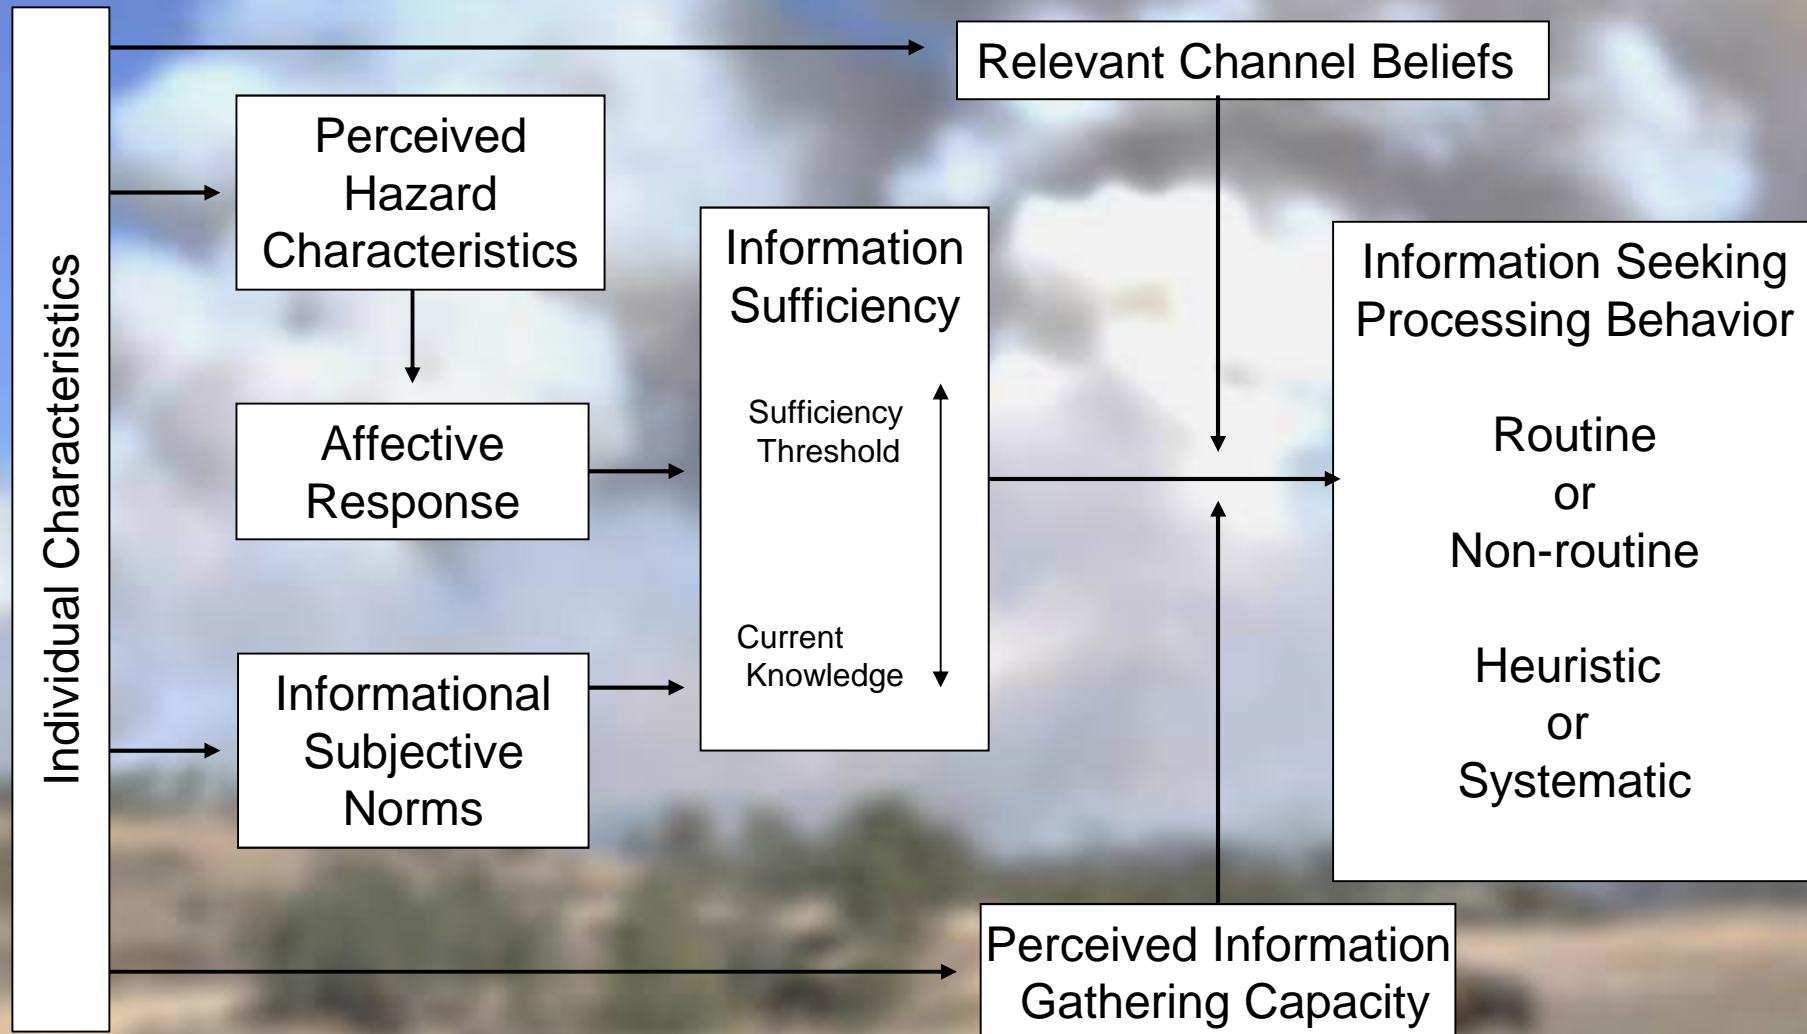 Individual Characteristics
Relevant Channel Beliefs
Perceived
Hazard
Characteristics
Affective
Response
Informational
Subjective
Norms
Information
Sufficiency
Sufficiency
Threshold
Current
Knowledge
Information Seeking
Processing Behavior
Routine
or
Non-routine
Heuristic
or
Systematic
Perceived Information
Gathering Capacity